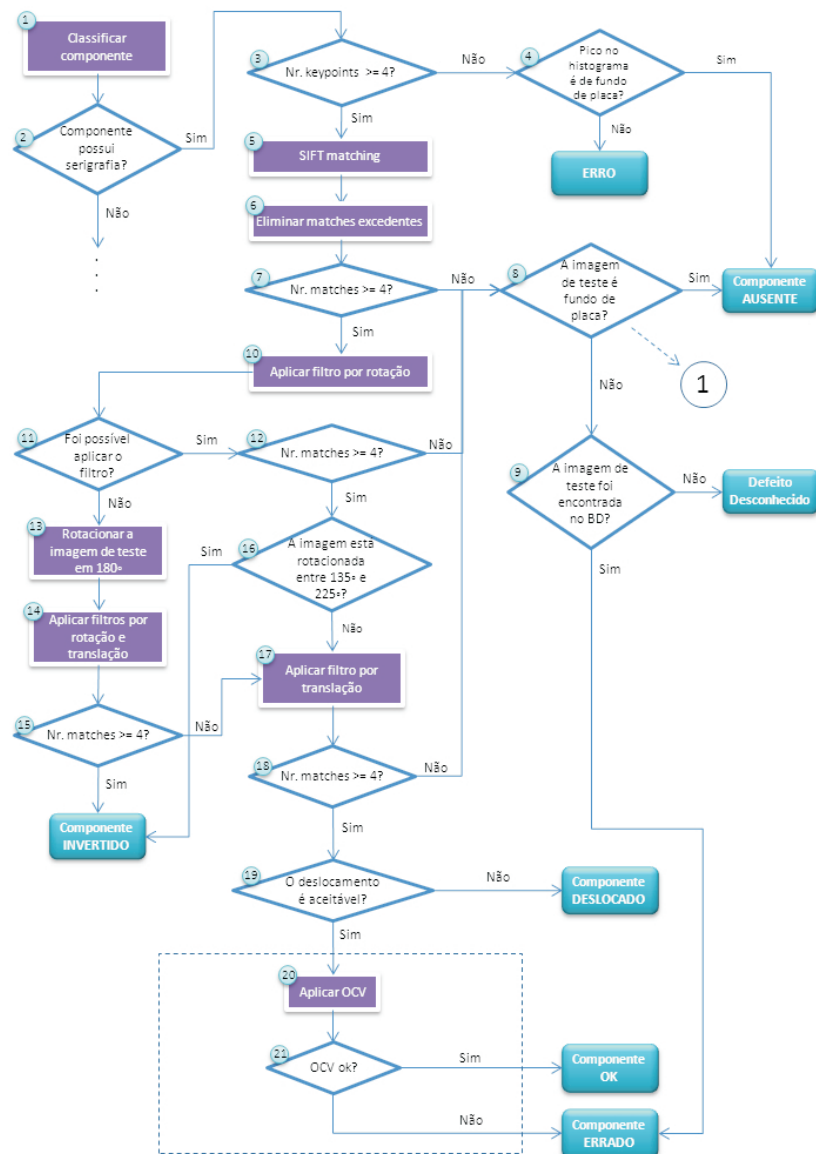 1
Classificar
componente
2
Componente
possui
serigrafia?
Sim
Não
.
.
.
3
Nr. keypoints >= 4?
Não
Sim
4
Pico no
histograma
é de fundo
de placa?
Sim
Não
ERRO
5
SIFT matching
6
Eliminar matches excedentes
7
Nr. matches >= 4?
Não
Sim
8
A imagem
de teste é
fundo de
placa?
Sim
Componente
AUSENTE
Não
1
10
Aplicar filtro por rotação
11
Foi possível
aplicar o
filtro?
Sim
Não
12
Nr. matches >= 4?
Não
Sim
9
A imagem de
teste foi
encontrada
no BD?
Não
Defeito
Desconhecido
Sim
13
Rotacionar a
imagem de teste
em 180º
16
A imagem está
rotacionada
entre 135º e
225º?
Sim
Não
14
Aplicar filtros por
rotação e
translação
17
Aplicar filtro por
translação
15
Nr. matches >= 4?
Não
Sim
Componente
INVERTIDO
18
Nr. matches >= 4?
Não
Sim
19
O deslocamento
é aceitável?
Não
Componente
DESLOCADO
Sim
20
Aplicar OCV
21
OCV ok?
Sim
Componente
OK
Não
Componente
ERRADO